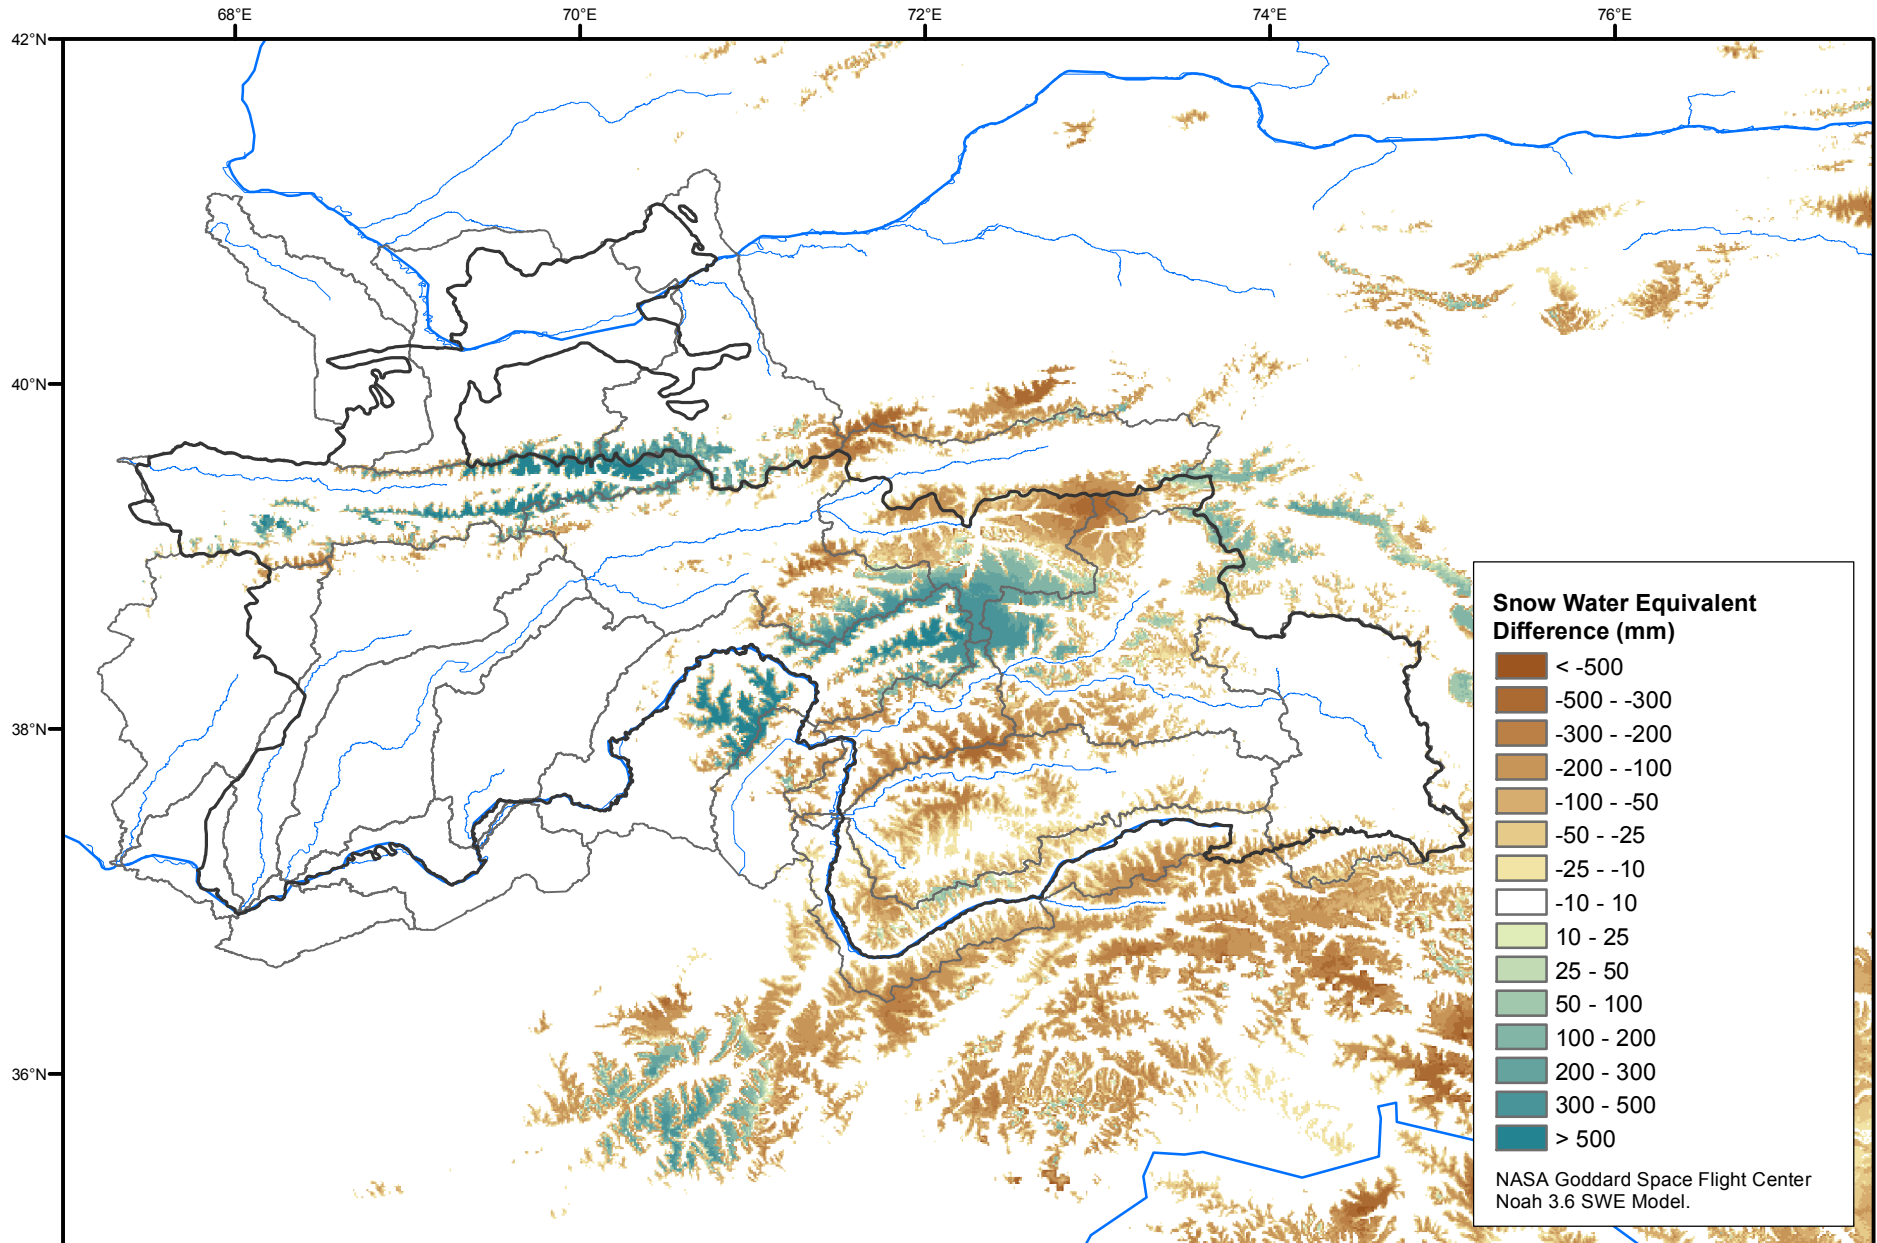 68°E
70°E
72°E
74°E
76°E
42°N
40°N
38°N
36°N
Snow Water Equivalent
Difference (mm)
< -500
-500 - -300
-300 - -200
-200 - -100
-100 - -50
-50 - -25
-25 - -10
-10 - 10
10 - 25
25 - 50
50 - 100
100 - 200
200 - 300
300 - 500
> 500
NASA Goddard Space Flight Center
Noah 3.6 SWE Model.